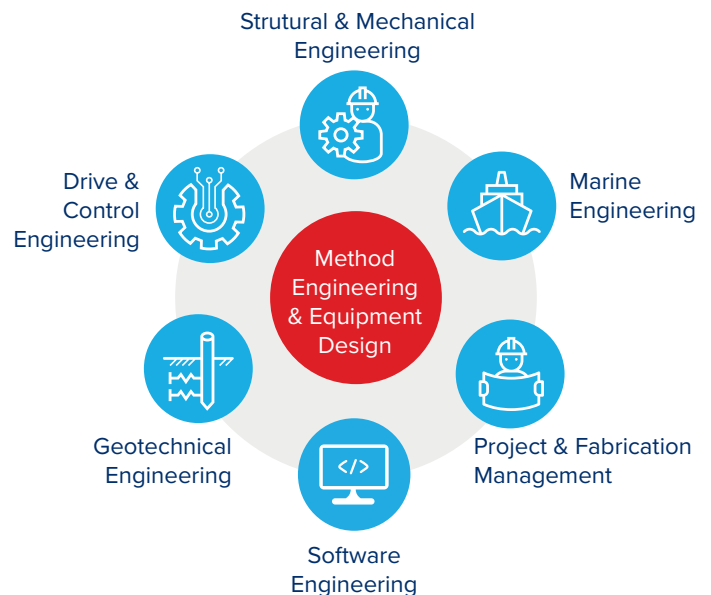 Strutural & Mechanical
Engineering
Marine
Engineering
Project & Fabrication
Management
Software
Engineering
</>
Geotechnical
Engineering
Drive &
Control
Engineering
Method
Engineering
& Equipment
Design